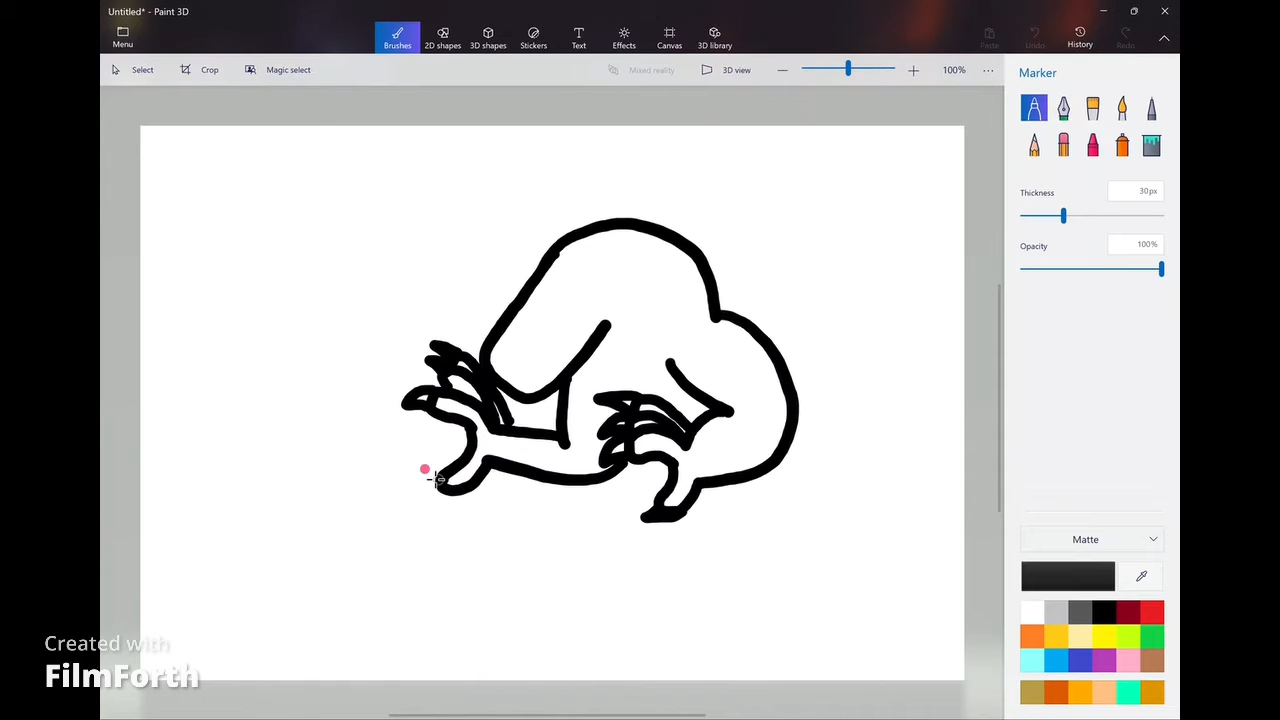 Untitled* - Paint 3D
Menu
Brushes 2D shapes 3D shapes Stickers Text Effects Canvas 3D library Paste Undo History Redo
Select Crop Magic select Mixed reality 3D view 100% ...
Marker
Thickness 30px
Opacity 100%
Matte
Created with
FilmForth